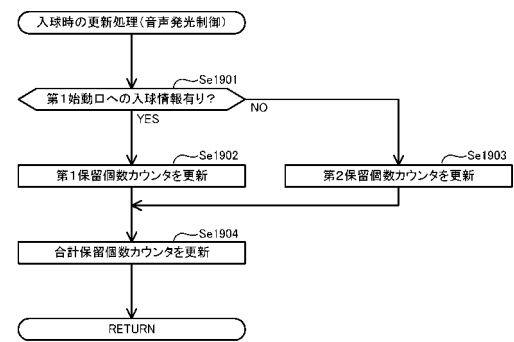 入球時の更新処理(音声発光制御)
Se1901
第1始動口への入球情報有り?
YES
NO
Se1902
第1保留個数カウンタを更新
Se1903
第2保留個数カウンタを更新
Se1904
合計保留個数カウンタを更新
RETURN